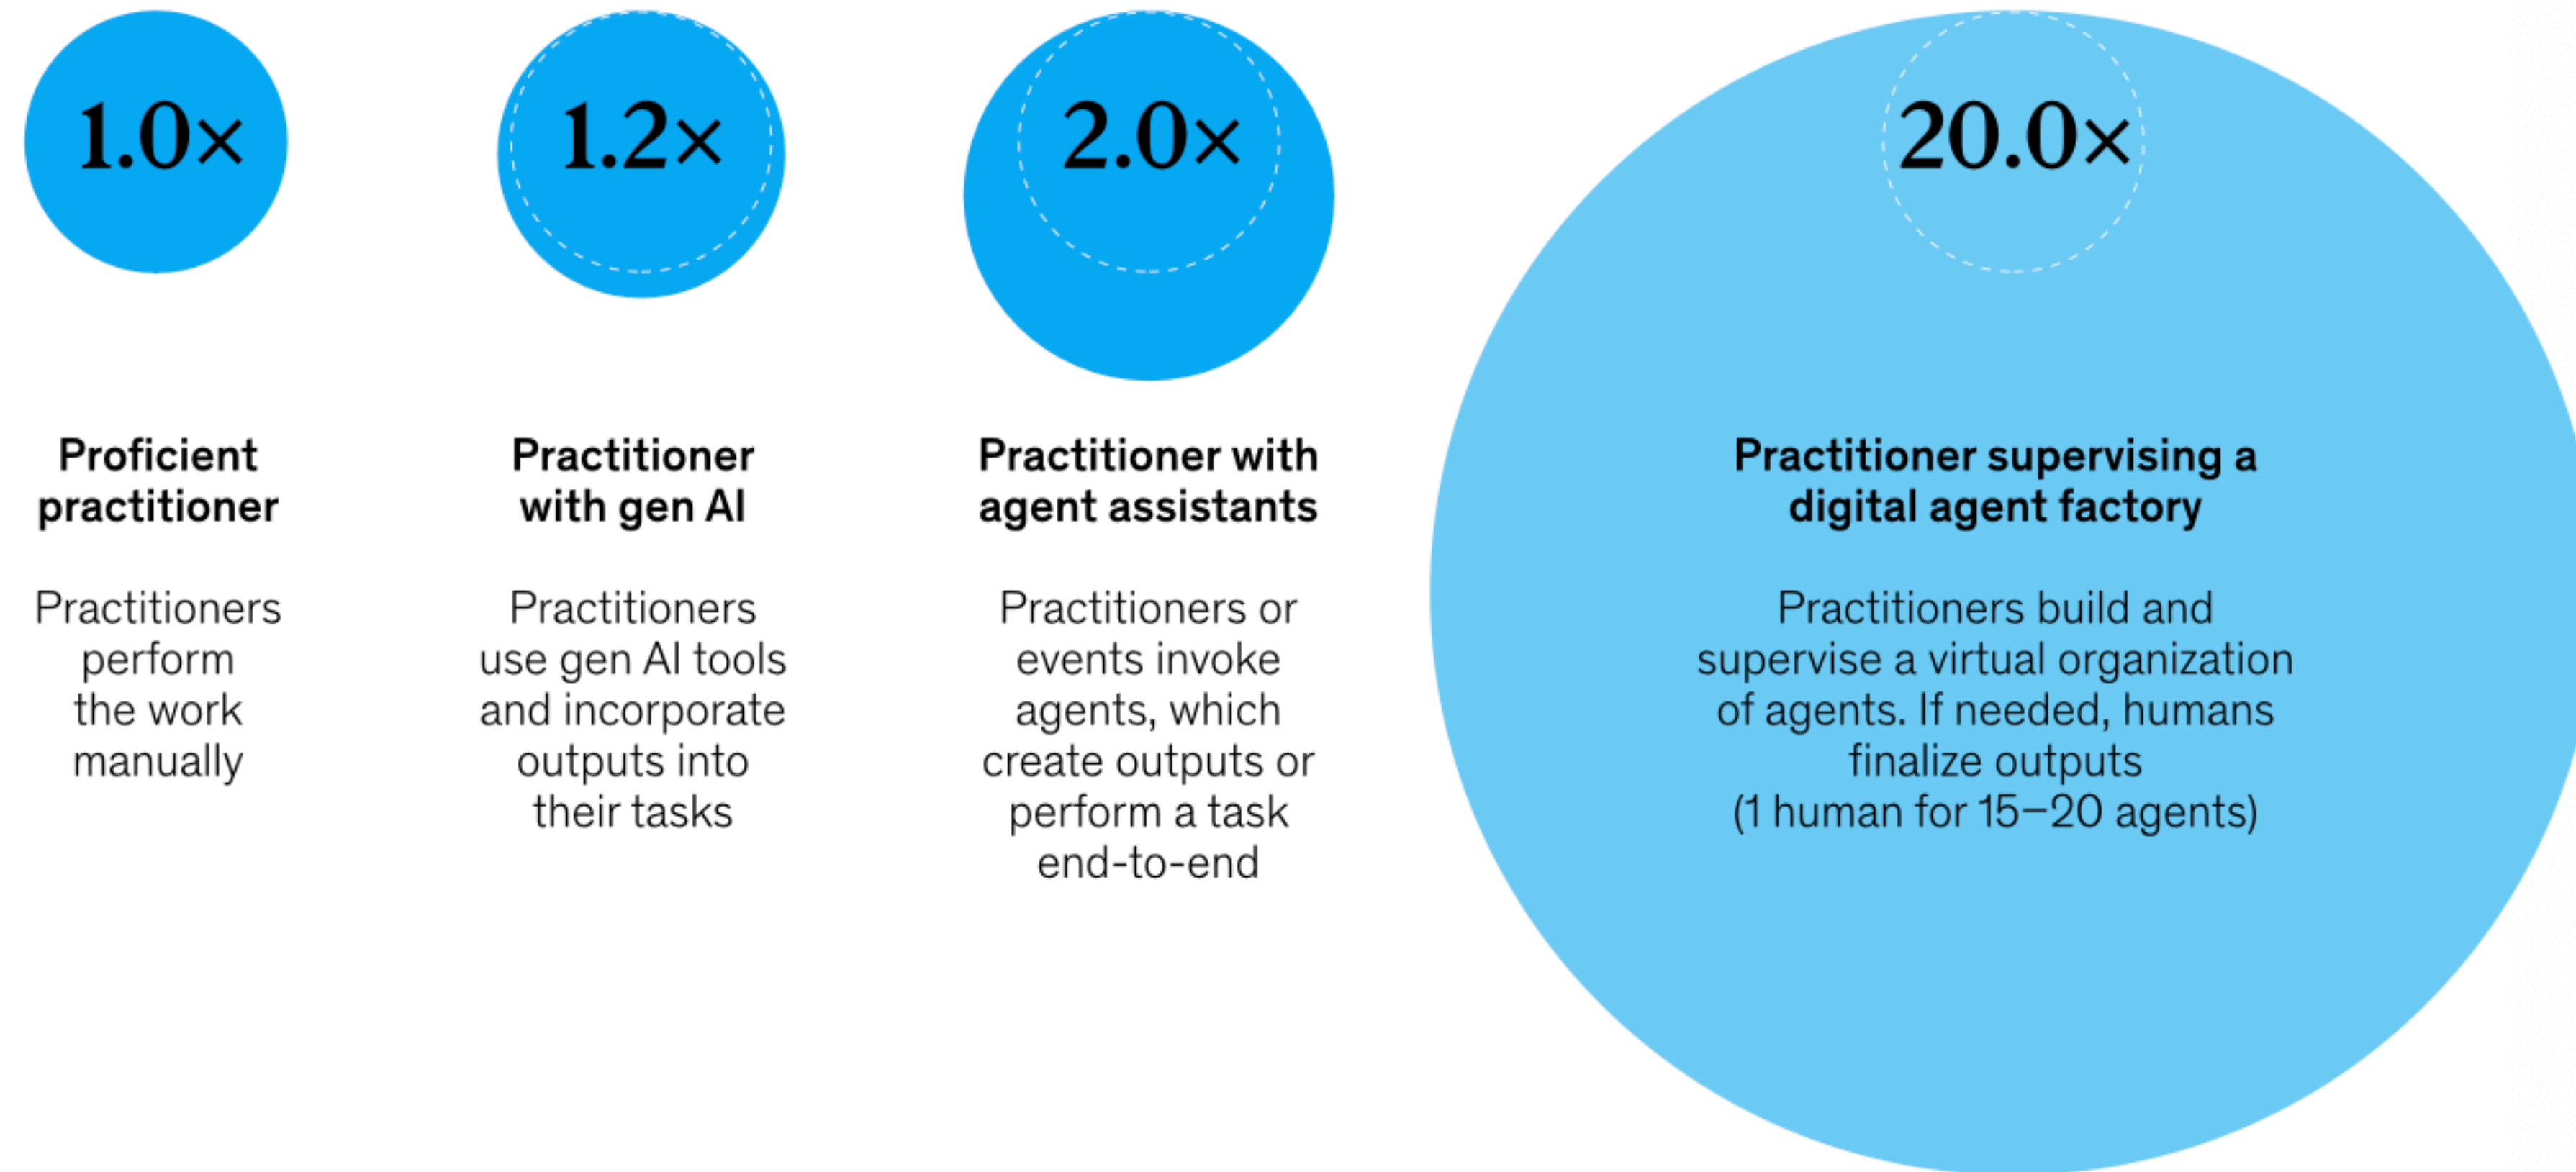 1.0×
1.2×
2.0×
20.0×
Proficient
practitioner
Practitioners
perform
the work
manually
Practitioner
with gen AI
Practitioners
use gen AI tools
and incorporate
outputs into
their tasks
Practitioner with
agent assistants
Practitioners or
events invoke
agents, which
create outputs or
perform a task
end-to-end
Practitioner supervising a
digital agent factory
Practitioners build and
supervise a virtual organization
of agents. If needed, humans
finalize outputs
(1 human for 15–20 agents)